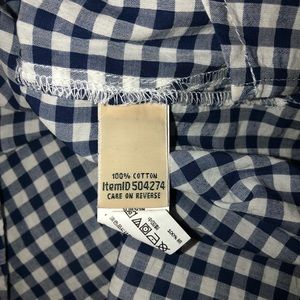 100% COTTON
ItemID 504274
CARE ON REVERSE